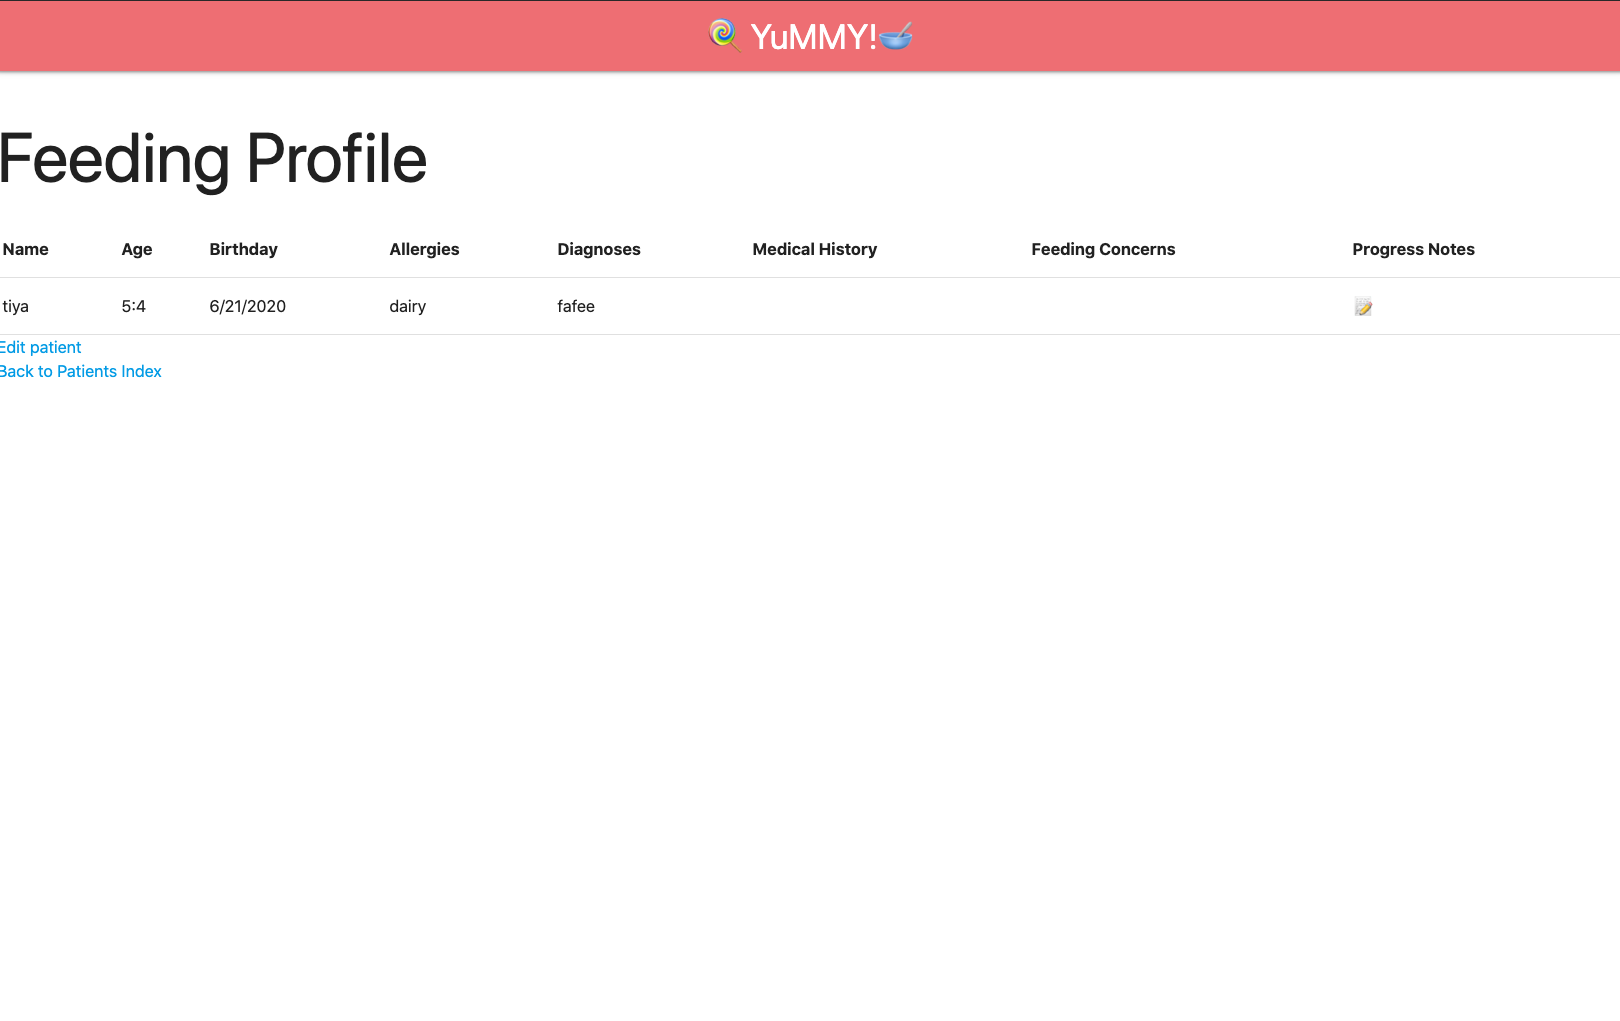 🍭 YuMMY!🥣
Feeding Profile
Name Age Birthday Allergies Diagnoses Medical History Feeding Concerns Progress Notes
tiya 5:4 6/21/2020 dairy fafee 📝
Edit patient
Back to Patients Index